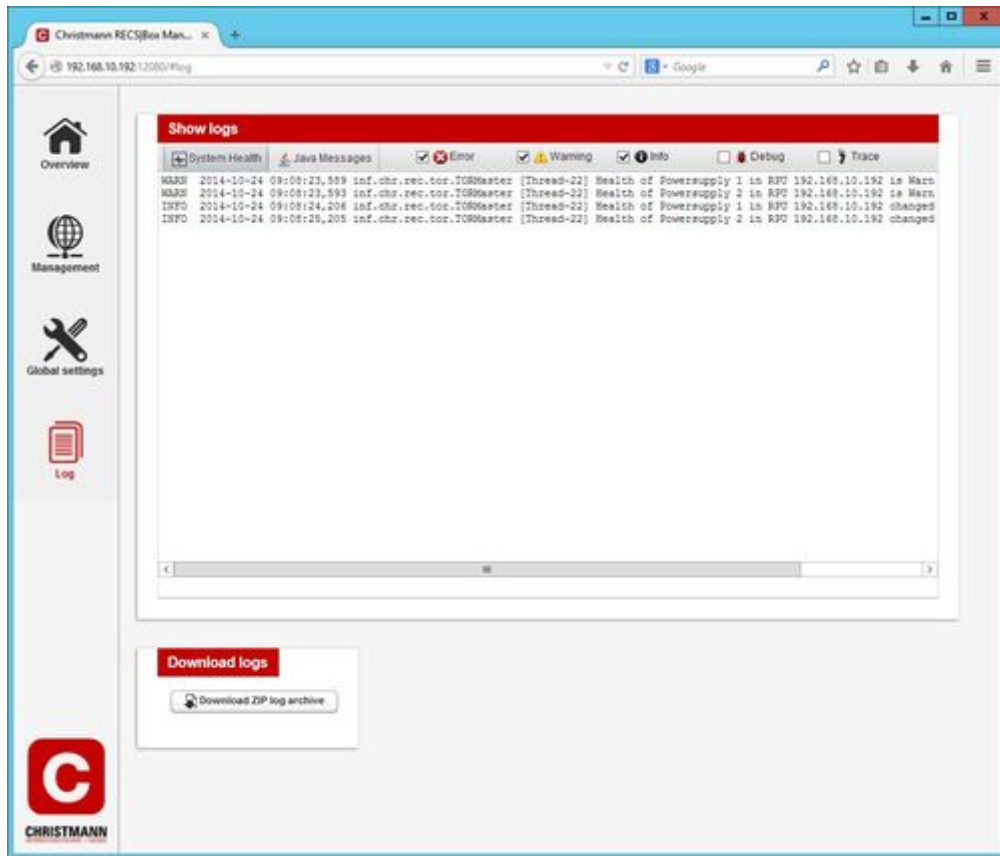 Christmann RECS|Box Man...
192.168.10.192:12000/#log
Google
Overview
Management
Global settings
Log
Show logs
System Health Java Messages Error Warning Info Debug Trace
WARN 2014-10-24 09:08:23,589 inf.chr.rec.tor.TORMaster [Thread-22] Health of Powersupply 1 in RPU 192.168.10.192 is Warn
WARN 2014-10-24 09:08:23,593 inf.chr.rec.tor.TORMaster [Thread-22] Health of Powersupply 2 in RPU 192.168.10.192 is Warn
INFO 2014-10-24 09:08:24,206 inf.chr.rec.tor.TORMaster [Thread-22] Health of Powersupply 1 in RPU 192.168.10.192 changed
INFO 2014-10-24 09:08:25,205 inf.chr.rec.tor.TORMaster [Thread-22] Health of Powersupply 2 in RPU 192.168.10.192 changed
Download logs
Download ZIP log archive
C
CHRISTMANN